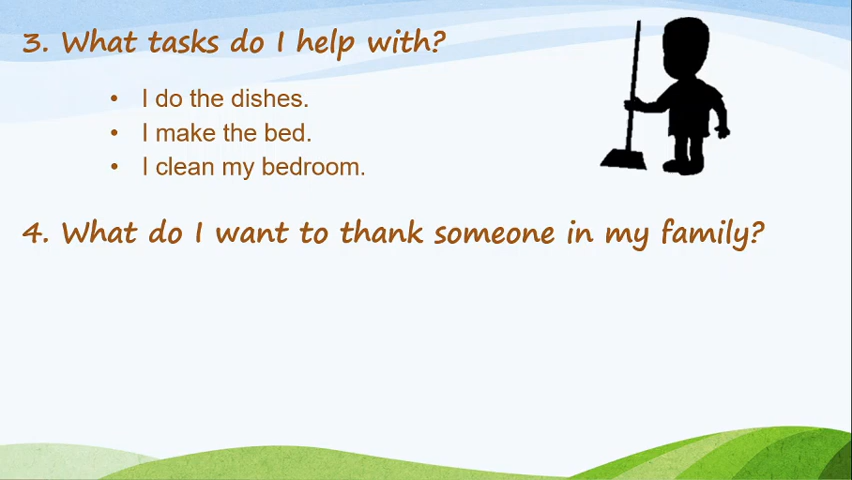 3. What tasks do I help with?
• I do the dishes.
• I make the bed.
• I clean my bedroom.
4. What do I want to thank someone in my family?